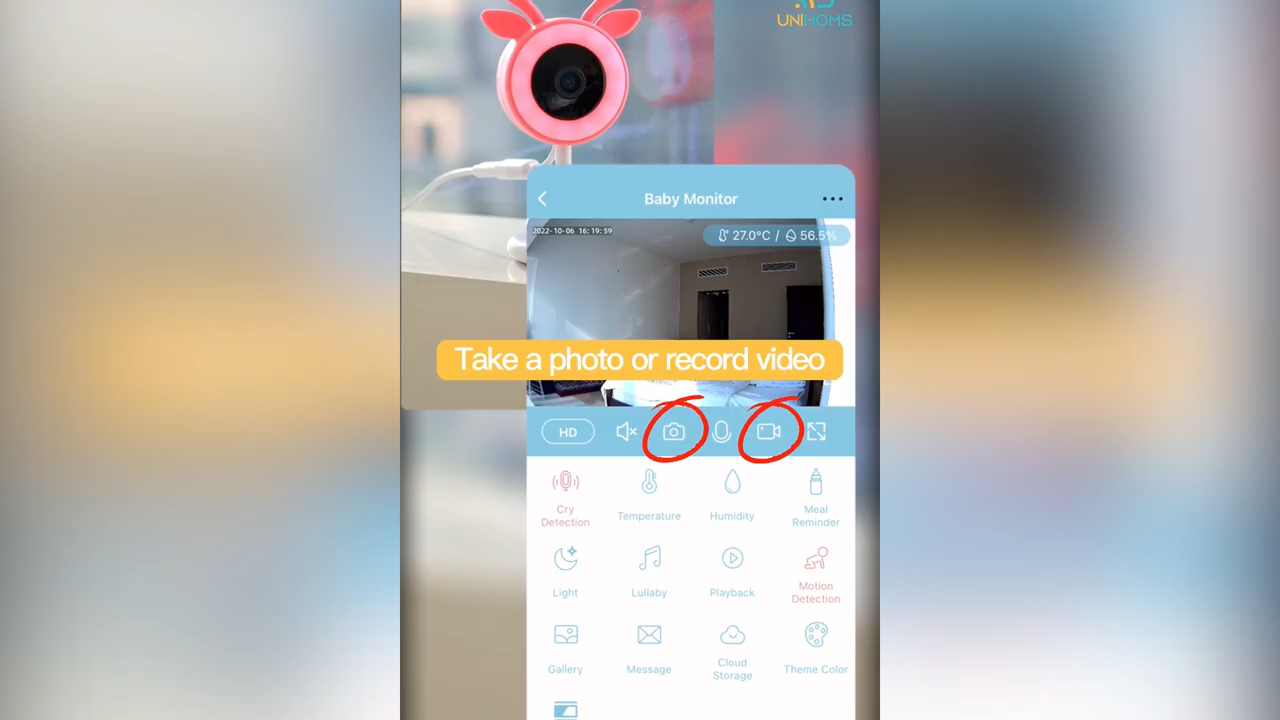 UNIHOMS
Baby Monitor
2022-10-06 16:19:59
27.0°C / 56.5%
Take a photo or record video
HD
Cry
Detection
Temperature
Humidity
Meal
Reminder
Light
Lullaby
Playback
Motion
Detection
Gallery
Message
Cloud
Storage
Theme Color